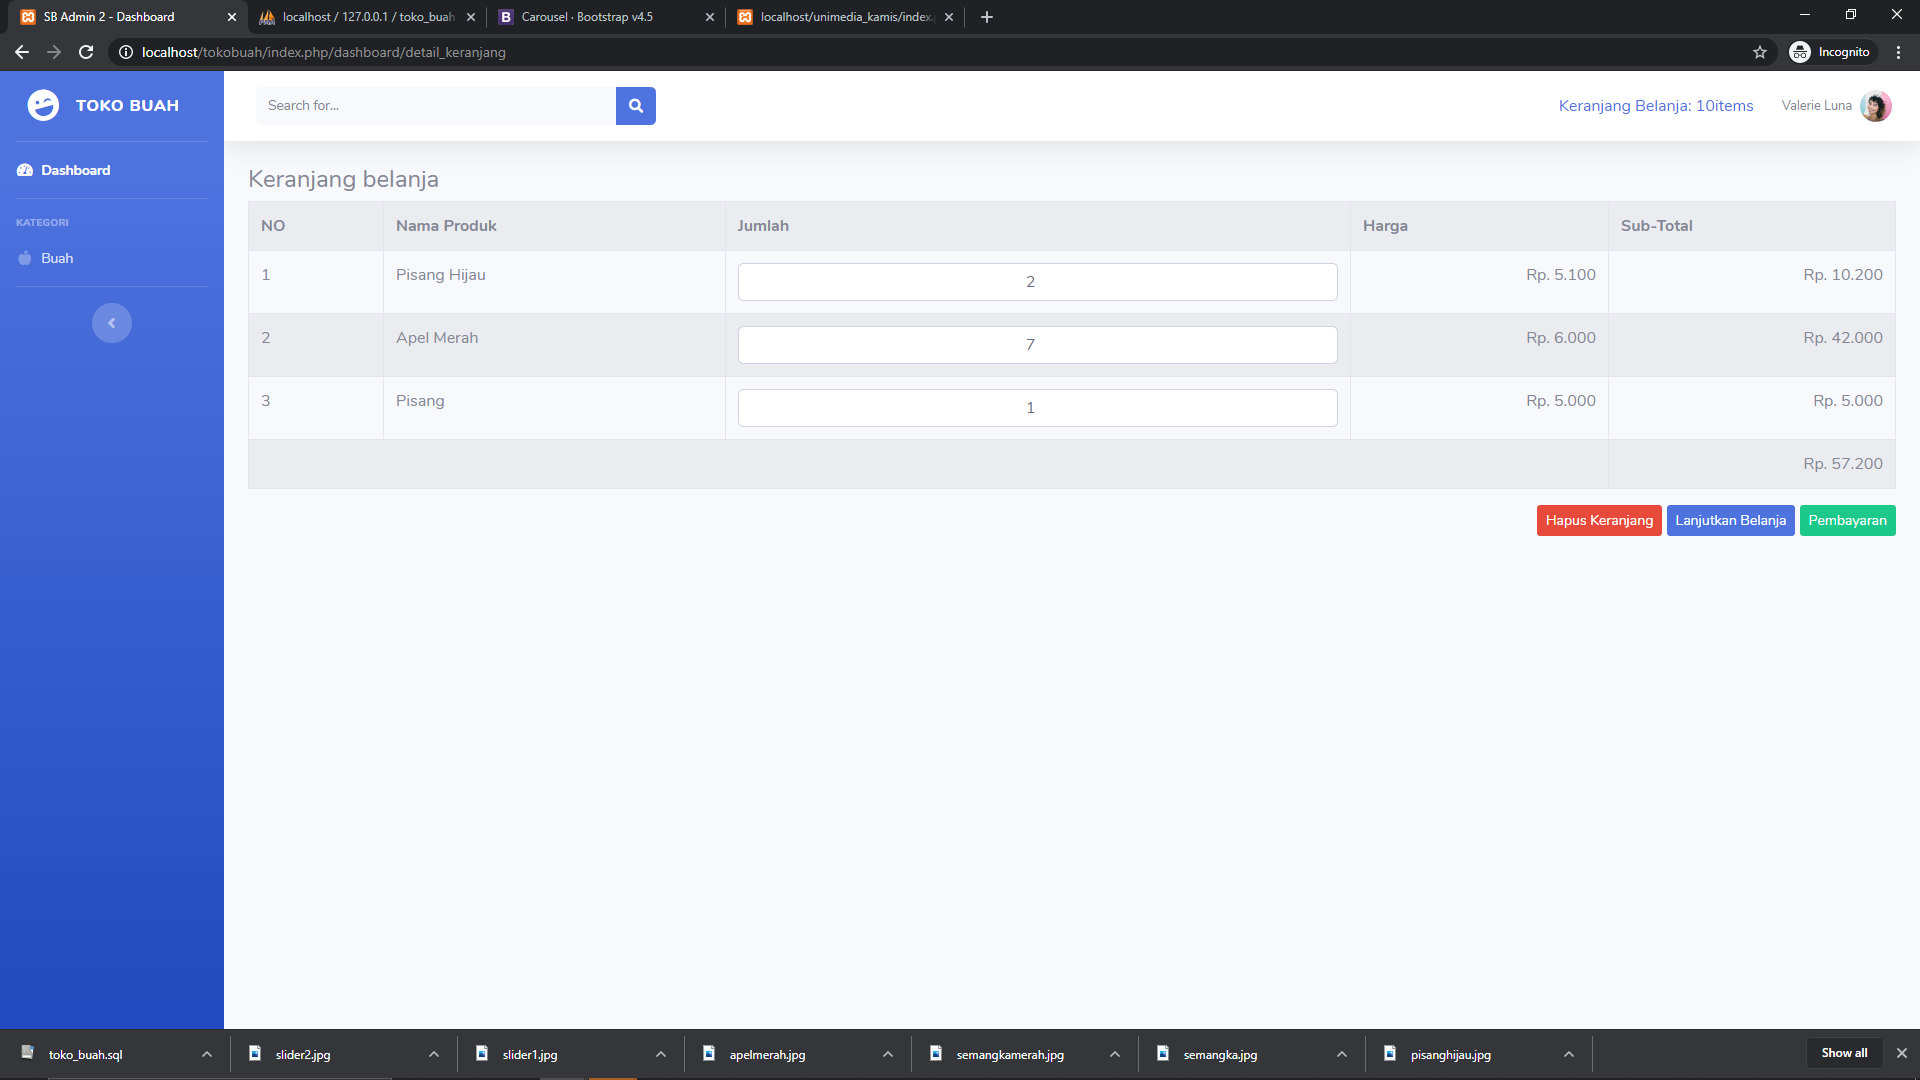 SB Admin 2 - Dashboard
localhost / 127.0.0.1 / toko_buah
Carousel · Bootstrap v4.5
localhost/unimedia_kamis/index.
localhost/tokobuah/index.php/dashboard/detail_keranjang
Incognito
TOKO BUAH
Search for...
Keranjang Belanja: 10items
Valerie Luna
Dashboard
KATEGORI
Buah
Keranjang belanja
NO Nama Produk Jumlah Harga Sub-Total
1 Pisang Hijau 2 Rp. 5.100 Rp. 10.200
2 Apel Merah 7 Rp. 6.000 Rp. 42.000
3 Pisang 1 Rp. 5.000 Rp. 5.000
Rp. 57.200
Hapus Keranjang Lanjutkan Belanja Pembayaran
toko_buah.sql slider2.jpg slider1.jpg apelmerah.jpg semangkamerah.jpg semangka.jpg pisanghijau.jpg Show all